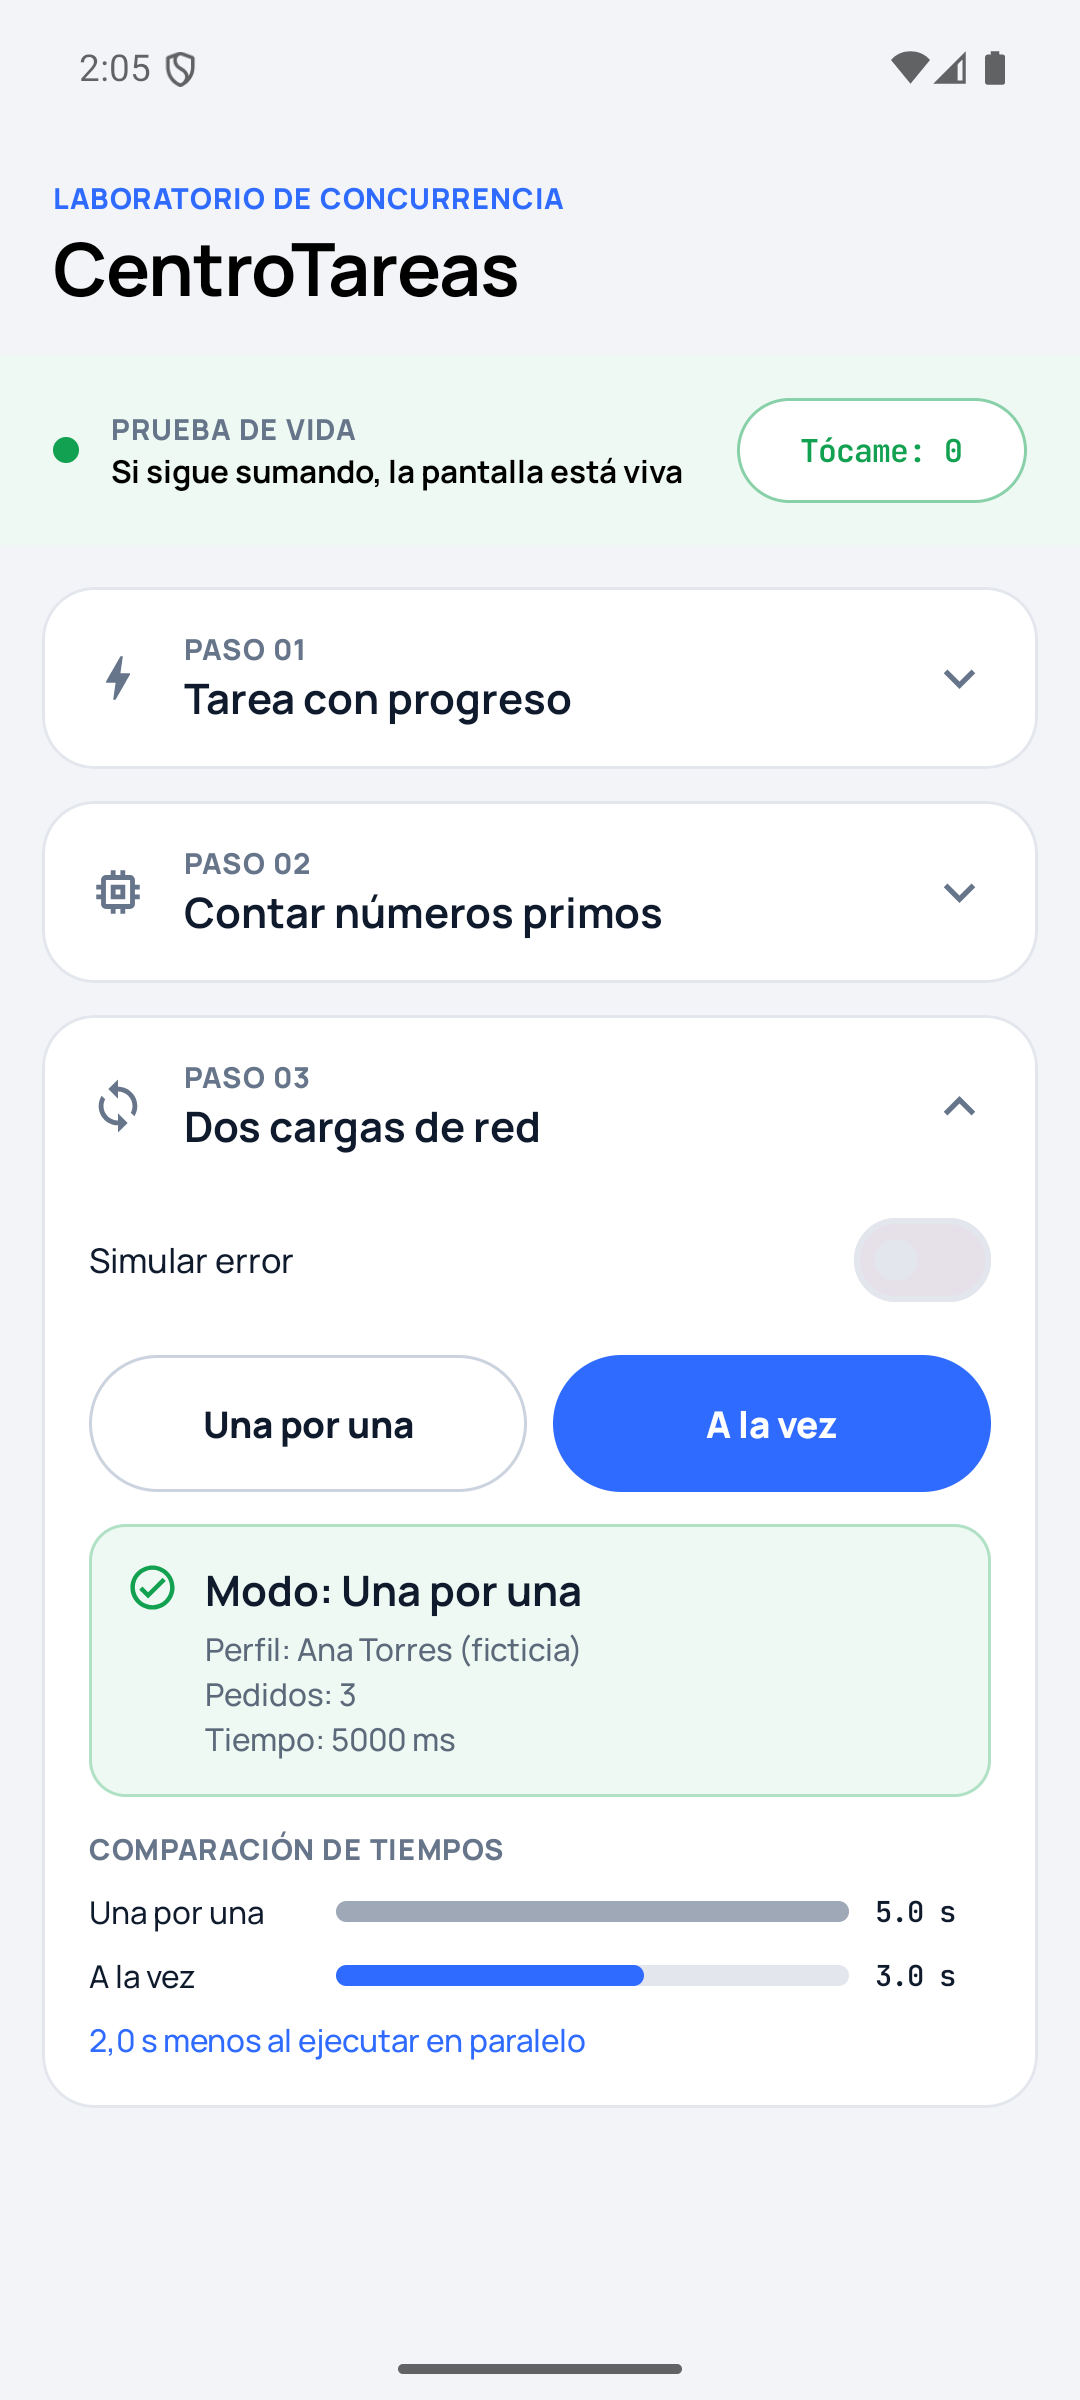 2:05
LABORATORIO DE CONCURRENCIA
CentroTareas
PRUEBA DE VIDA
Si sigue sumando, la pantalla está viva
Tócame: 0
PASO 01
Tarea con progreso
PASO 02
Contar números primos
PASO 03
Dos cargas de red
Simular error
Una por una
A la vez
Modo: Una por una
Perfil: Ana Torres (ficticia)
Pedidos: 3
Tiempo: 5000 ms
COMPARACIÓN DE TIEMPOS
Una por una 5.0 s
A la vez 3.0 s
2,0 s menos al ejecutar en paralelo